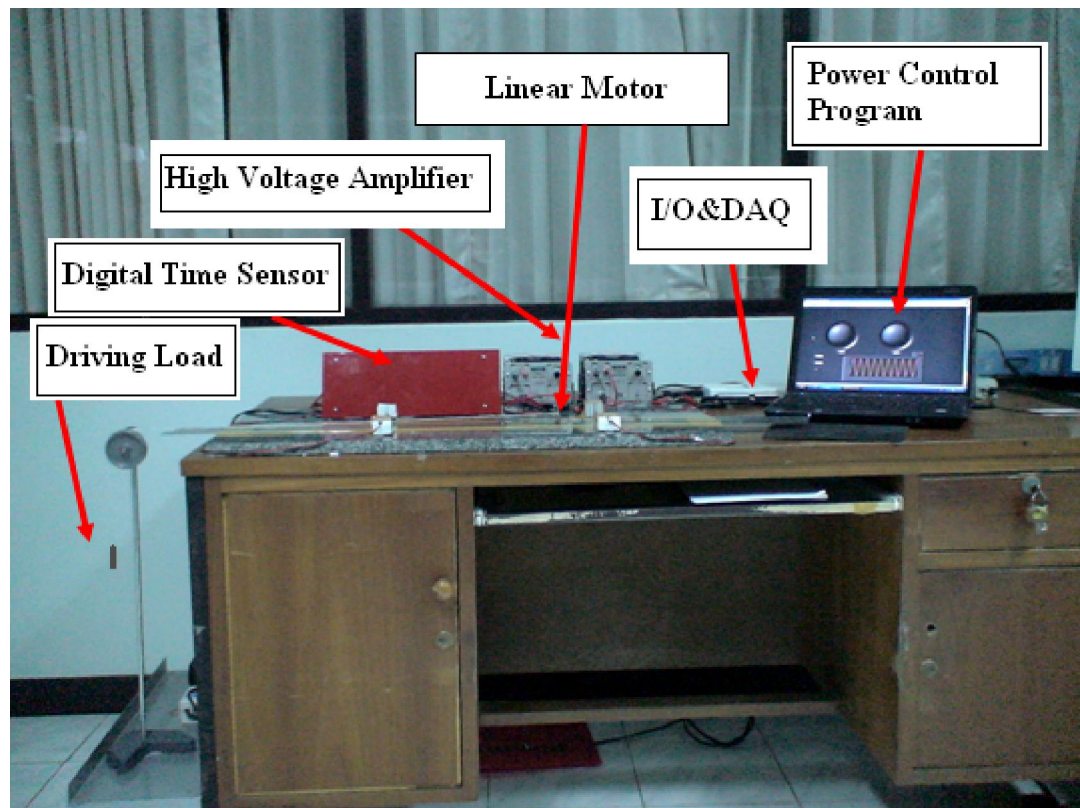 Linear Motor
Power Control
Program
High Voltage Amplifier
I/O&DAQ
Digital Time Sensor
Driving Load